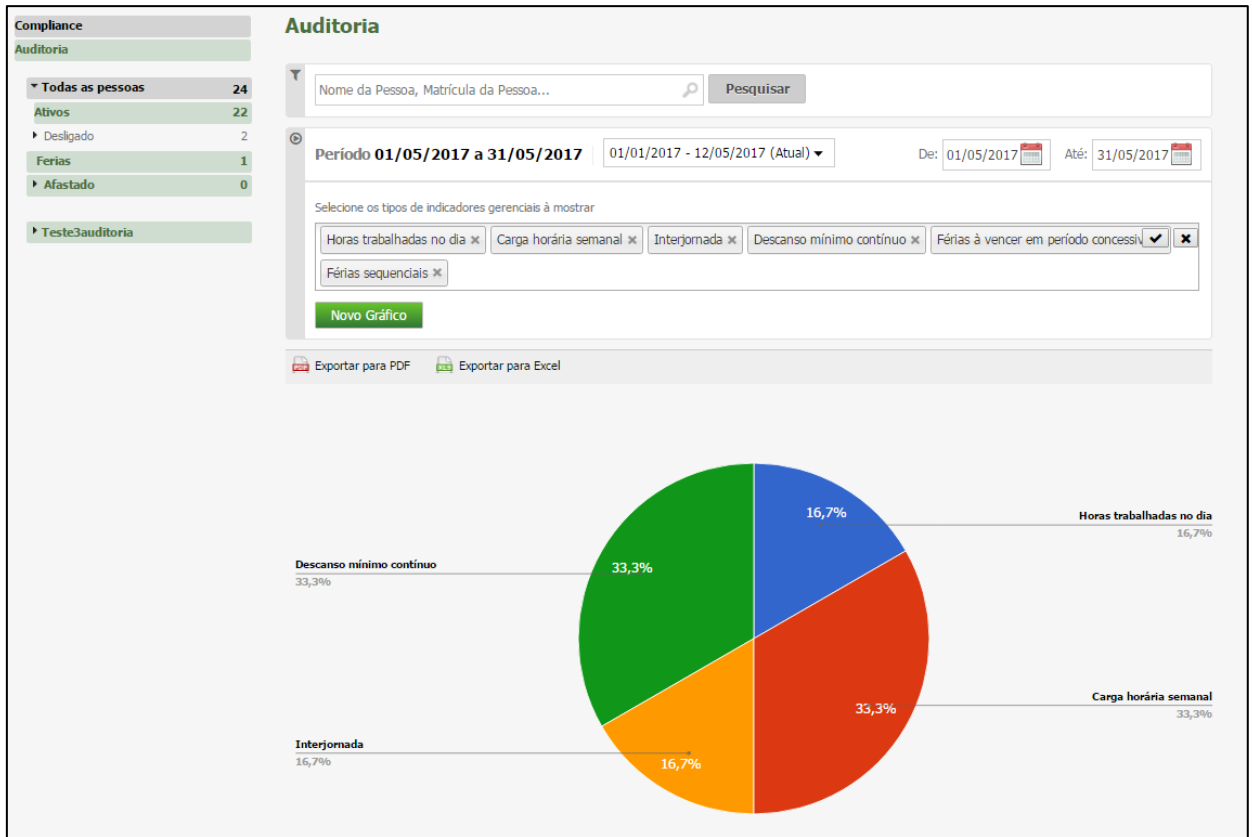 Compliance
Auditoria
Todas as pessoas 24
Ativos 22
Desligado 2
Ferias 1
Afastado 0
Teste3auditoria
Auditoria
Nome da Pessoa, Matrícula da Pessoa... Pesquisar
Período 01/05/2017 a 31/05/2017 01/01/2017 - 12/05/2017 (Atual) De: 01/05/2017 Até: 31/05/2017
Selecione os tipos de indicadores gerenciais à mostrar
Horas trabalhadas no dia Carga horária semanal Interjornada Descanso mínimo contínuo Férias à vencer em período
Férias sequenciais
Novo Gráfico
Exportar para PDF Exportar para Excel
16,7%
Horas trabalhadas no dia
16,7%
Descanso mínimo contínuo
33,3%
33,3%
Carga horária semanal
33,3%
33,3%
Interjornada
16,7%
16,7%